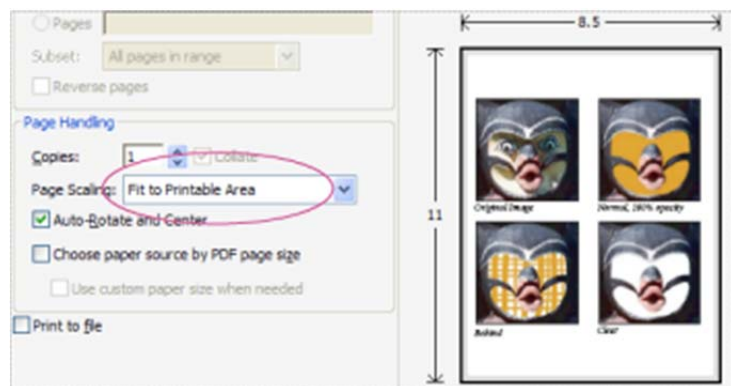 Pages
Subset: All pages in range
Reverse pages
Page Handling
Copies: 1 Collate
Page Scaling: Fit to Printable Area
Auto-Rotate and Center
Choose paper source by PDF page size
Use custom paper size when needed
Print to file
8.5
11
Original Image
Normal, 100% opacity
Behind
Clear